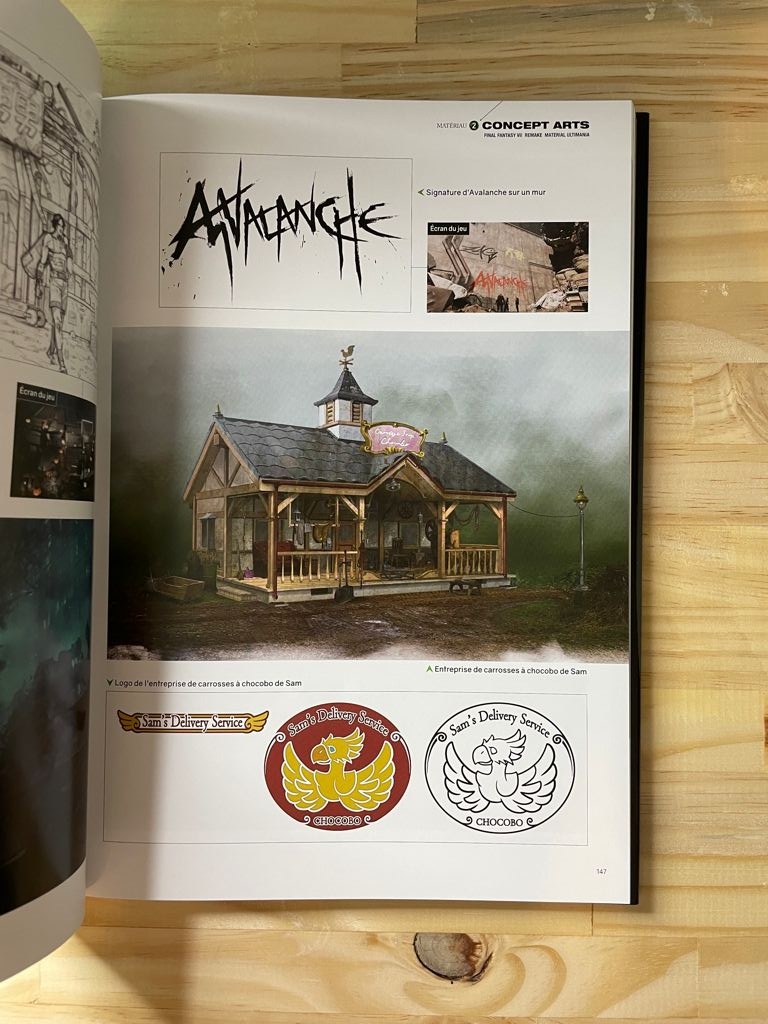 MATÉRIAU 2 CONCEPT ARTS
FINAL FANTASY VII REMAKE MATERIAL ULTIMANIA
AVALANCHE
Signature d'Avalanche sur un mur
Écran du jeu
AVALANCHE
Écran du jeu
Chocobo
Entreprise de carrosses à chocobo de Sam
Logo de l'entreprise de carrosses à chocobo de Sam
Sam's Delivery Service
Sam's Delivery Service
CHOCOBO
Sam's Delivery Service
CHOCOBO
147